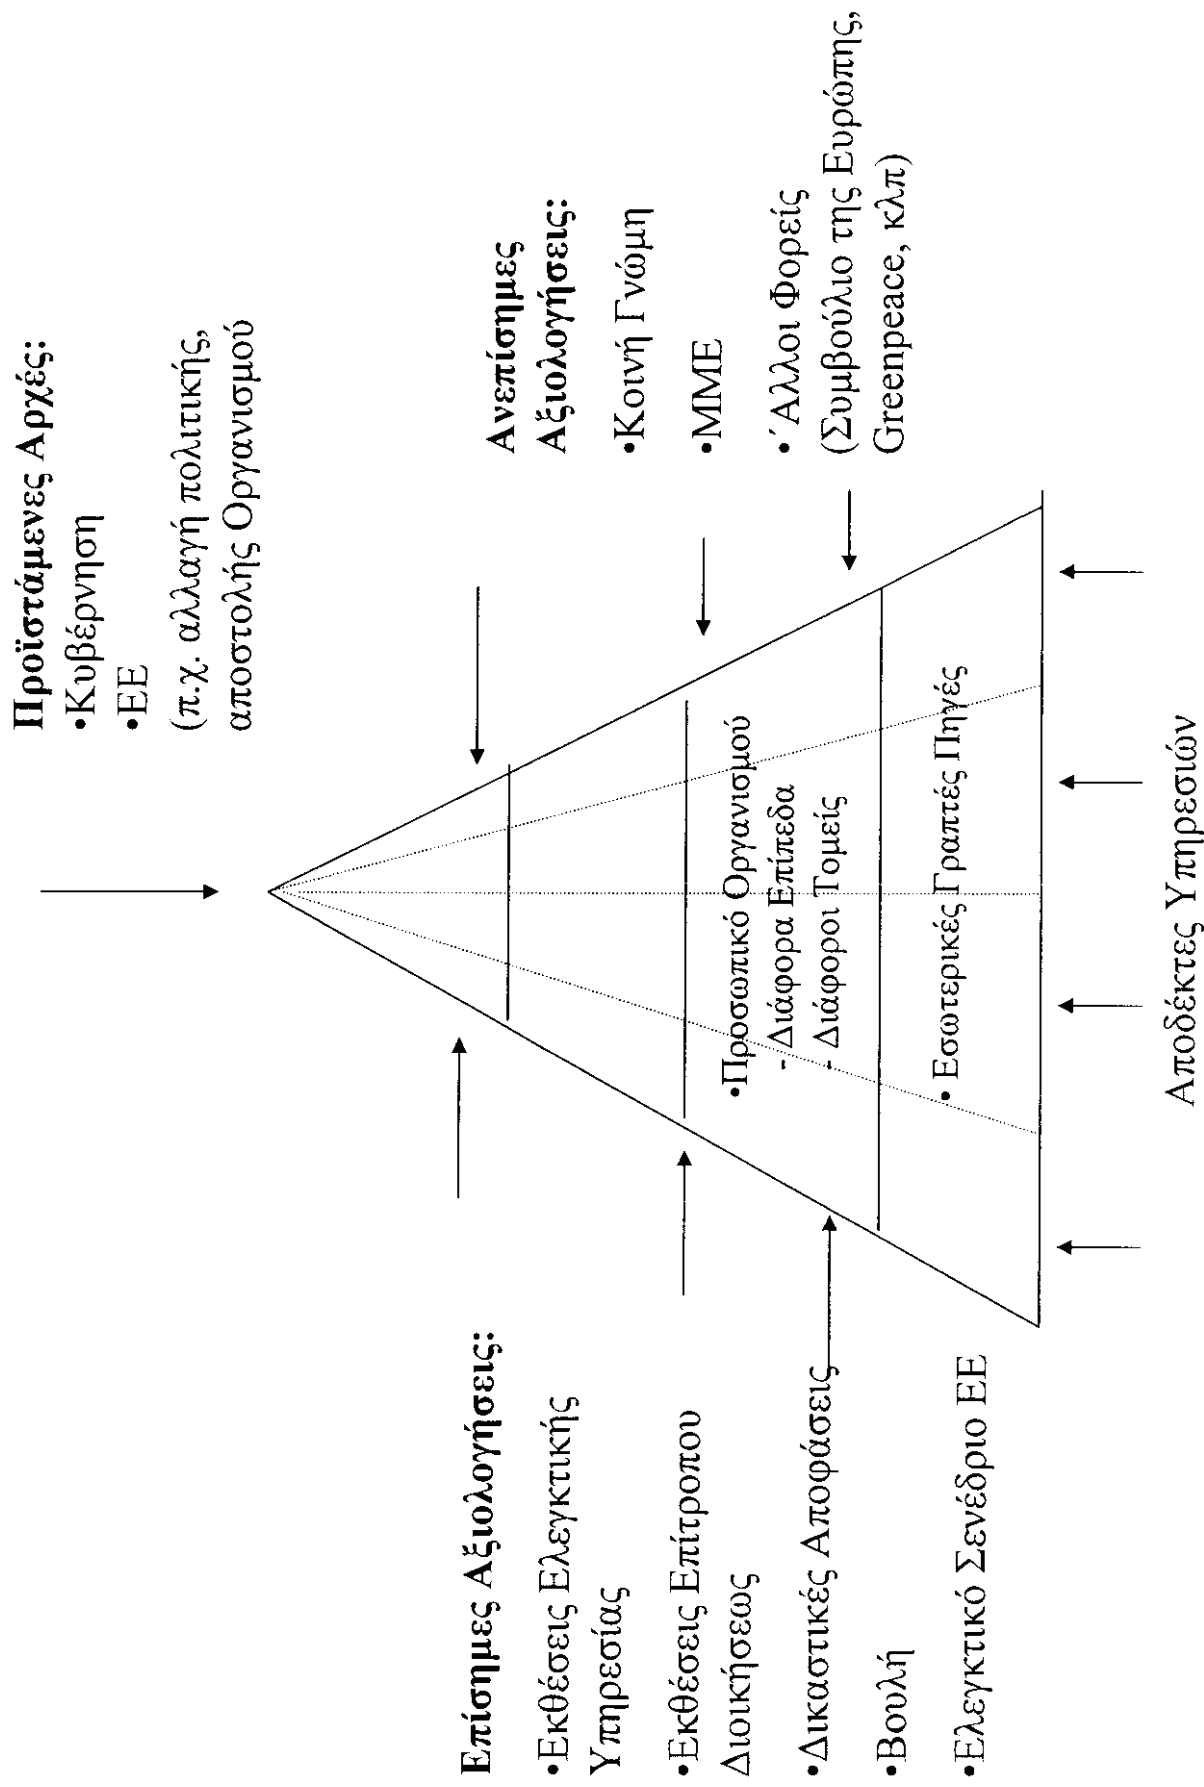 Προϊστάμενες Αρχές:
•Κυβέρνηση
•ΕΕ
(π.χ. αλλαγή πολιτικής,
αποστολής Οργανισμού
Επίσημες Αξιολογήσεις:
•Εκθέσεις Ελεγκτικής
Υπηρεσίας
•Εκθέσεις Επίτροπου
Διοικήσεως
•Δικαστικές Αποφάσεις
•Βουλή
•Ελεγκτικό Σενέδριο ΕΕ
•Προσωπικό Οργανισμού
- Διάφορα Επίπεδα
- Διάφοροι Τομείς
• Εσωτερικές Γραπτές Πηγές
Ανεπίσημες
Αξιολογήσεις:
•Κοινή Γνώμη
•ΜΜΕ
•Άλλοι Φορείς
(Συμβούλιο της Ευρώπης,
Greenpeace, κλπ)
Αποδέκτες Υπηρεσιών